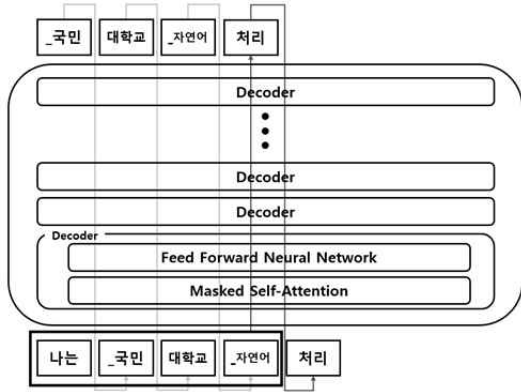 _국민 대학교 _자연어 처리
Decoder
Decoder
Decoder
Decoder
Feed Forward Neural Network
Masked Self-Attention
나는 _국민 대학교 _자연어 처리